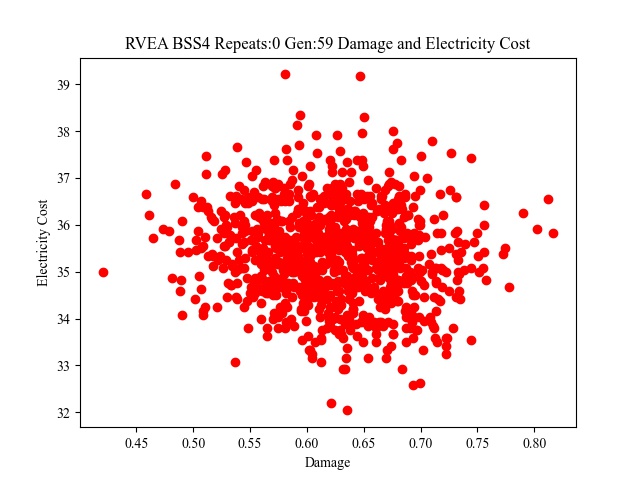 RVEA BSS4 Repeats:0 Gen:59 Damage and Electricity Cost
39
38
37
36
35
34
33
32
Electricity Cost
0.45 0.50 0.55 0.60 0.65 0.70 0.75 0.80
Damage